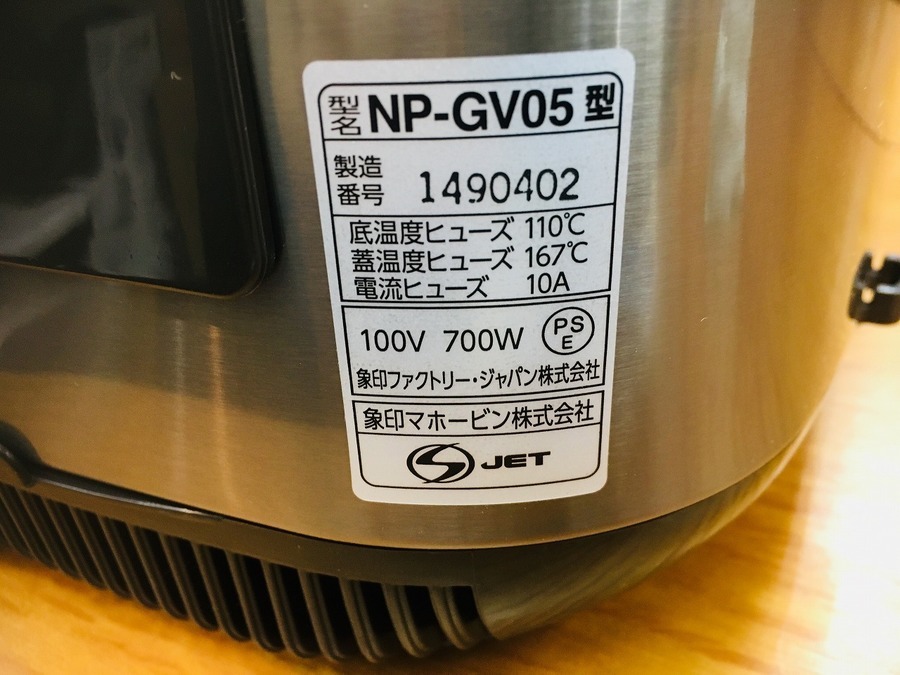 型名 NP-GV05 型
製造番号 1490402
底温度ヒューズ 110℃
蓋温度ヒューズ 167℃
電流ヒューズ 10A
100V 700W PSE
象印ファクトリー・ジャパン株式会社
象印マホービン株式会社
JET